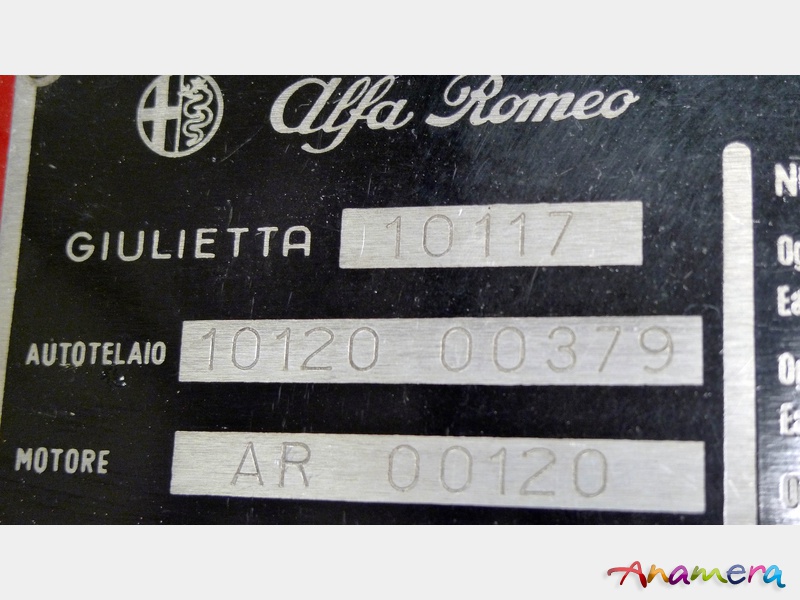 Alfa Romeo
GIULIETTA 10117
AUTOTELAIO 10120 00379
MOTORE AR 00120
Anamera